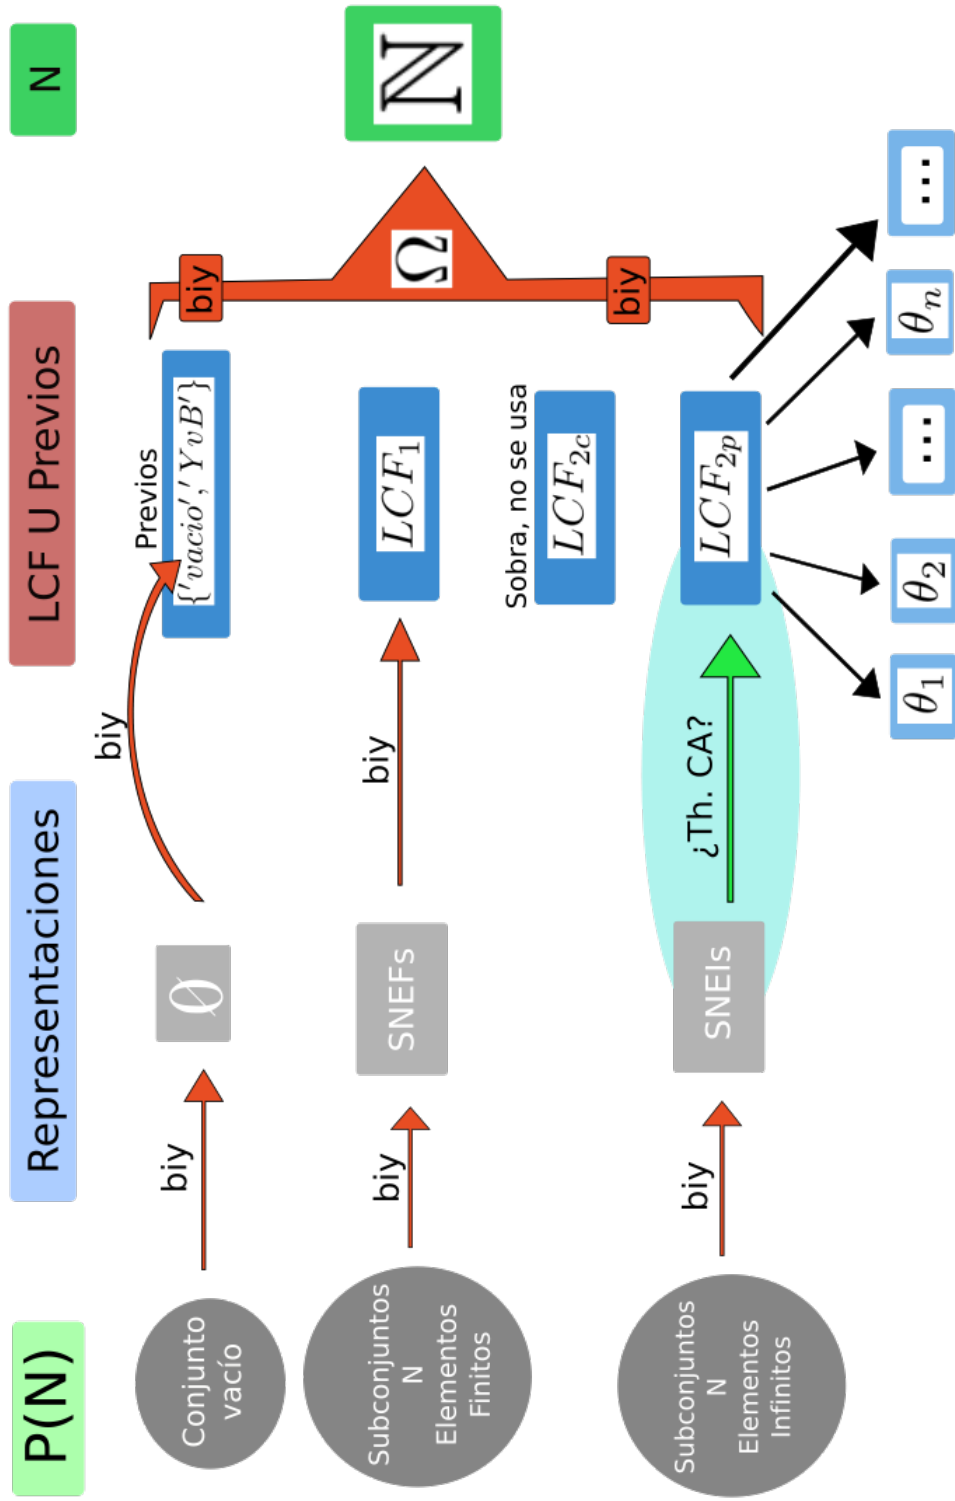 P(N)
Representaciones
LCF U Previos
N
Conjunto
vacío
biy
Ø
biy
Previos
{'vacio','YvB'}
biy
Subconjuntos
N
Elementos
Finitos
biy
SNEFs
biy
LCF₁
Ω
ℕ
Sobra, no se usa
LCF₂c
biy
Subconjuntos
N
Elementos
Infinitos
biy
SNEIs
¿Th. CA?
LCF₂p
θ₁
θ₂
...
θₙ
...